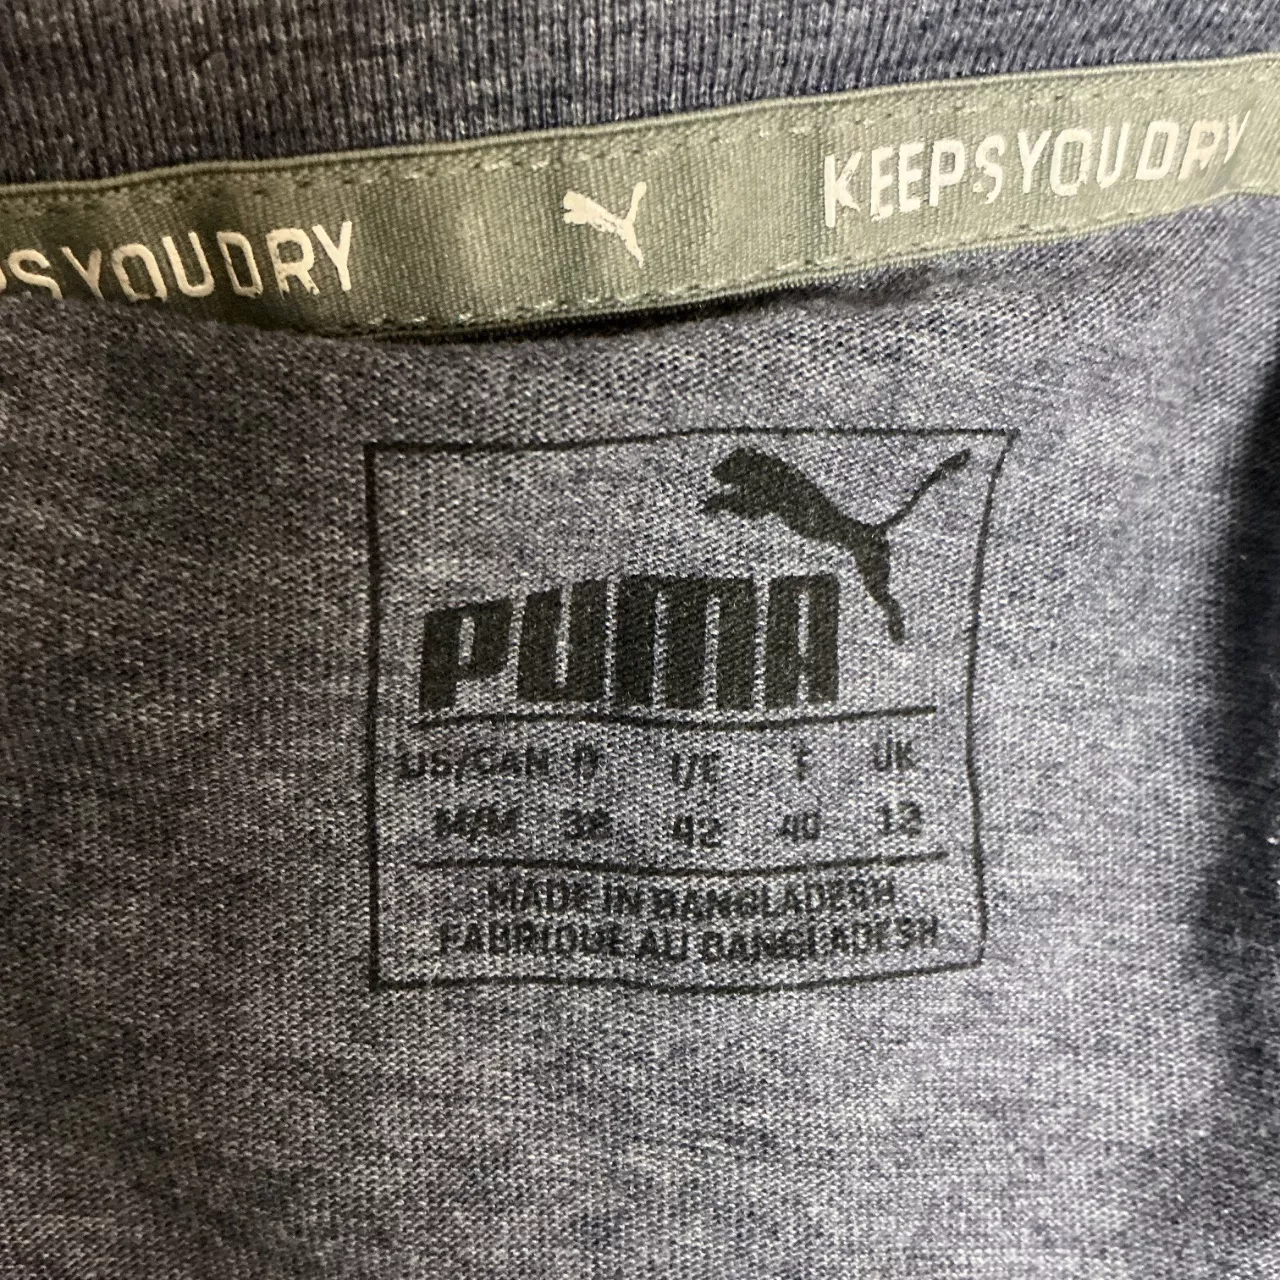 KEEPSYOUDRY
PSYOUDRY
PUMA
US/CAN D I/E F UK
M/M 38 42 40 12
MADE IN BANGLADESH
FABRIQUE AU BANGLADESH